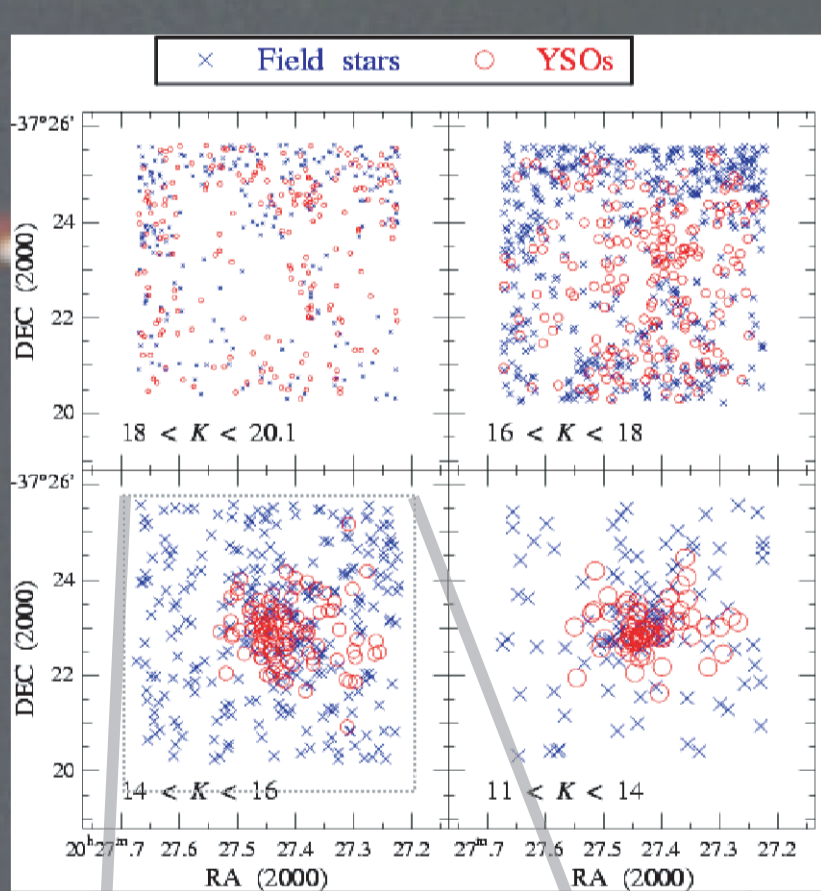 × Field stars ○ YSOs
-37°26'
24
22
20
DEC (2000)
18 < K < 20.1
16 < K < 18
-37°26'
24
22
20
DEC (2000)
14 < K < 16
11 < K < 14
20ʰ27ᵐ.7 27.6 27.5 27.4 27.3 27.2
27ᵐ.7 27.6 27.5 27.4 27.3 27.2
RA (2000)
RA (2000)